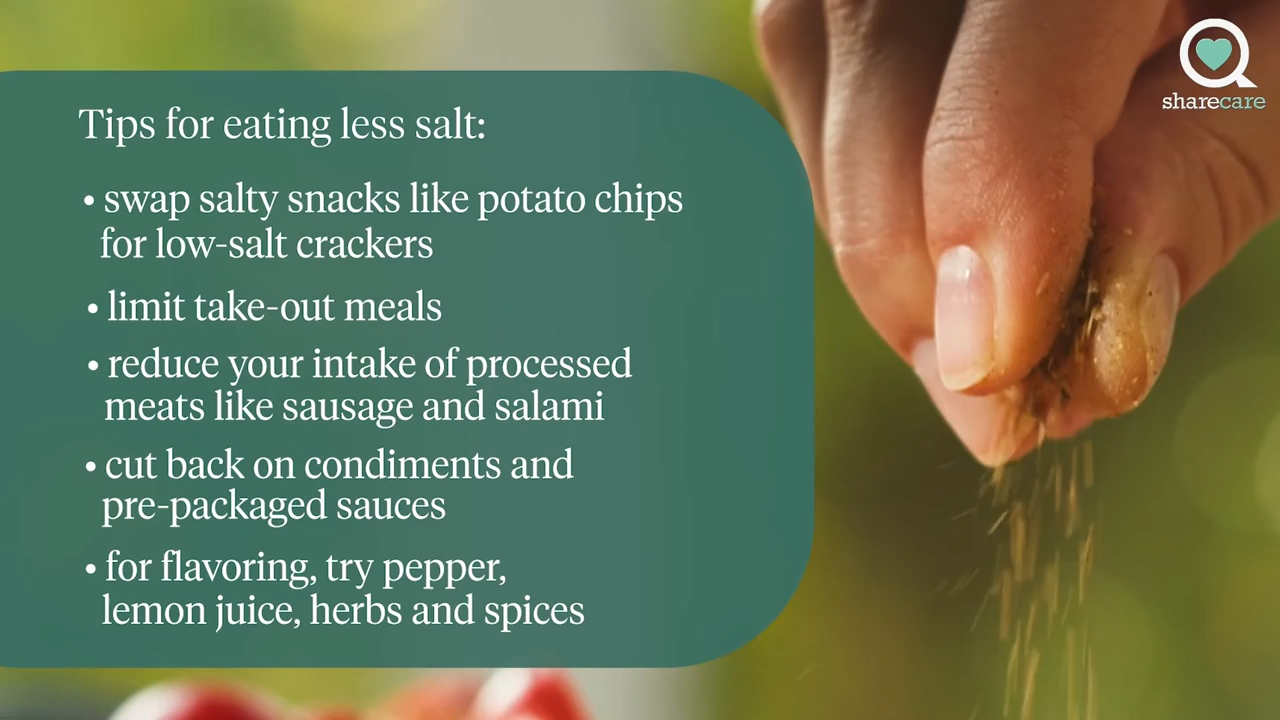 Tips for eating less salt:
• swap salty snacks like potato chips
for low-salt crackers
• limit take-out meals
• reduce your intake of processed
meats like sausage and salami
• cut back on condiments and
pre-packaged sauces
• for flavoring, try pepper,
lemon juice, herbs and spices
sharecare